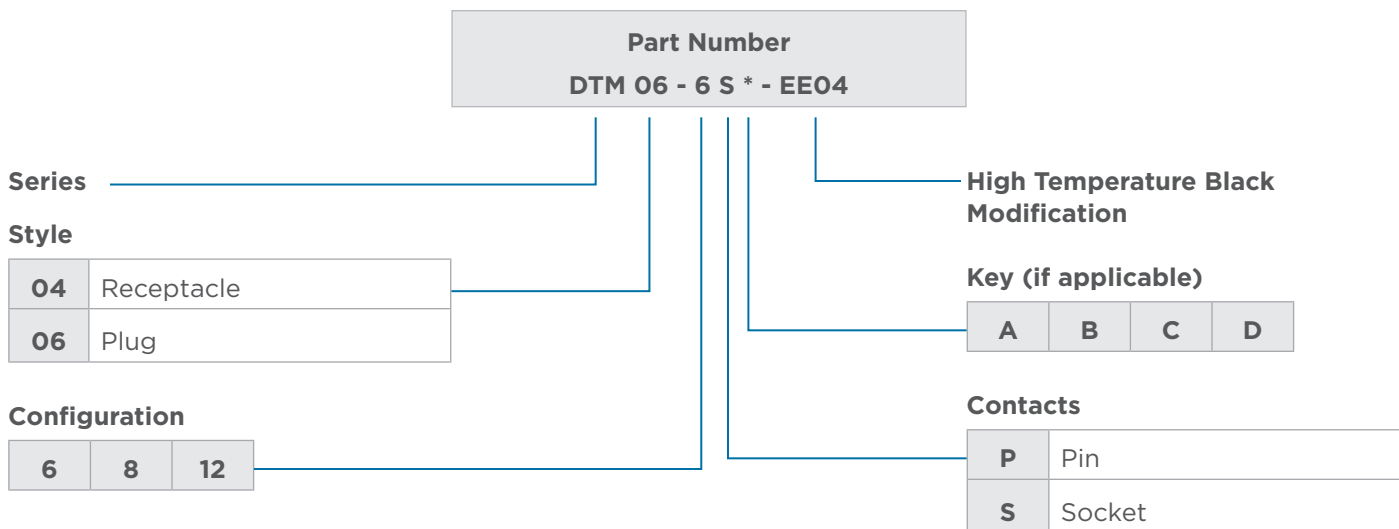 Part Number
DTM 06 - 6 S * - EE04
Series
Style
04 Receptacle
06 Plug
Configuration
6 8 12
High Temperature Black
Modification
Key (if applicable)
A B C D
Contacts
P Pin
S Socket